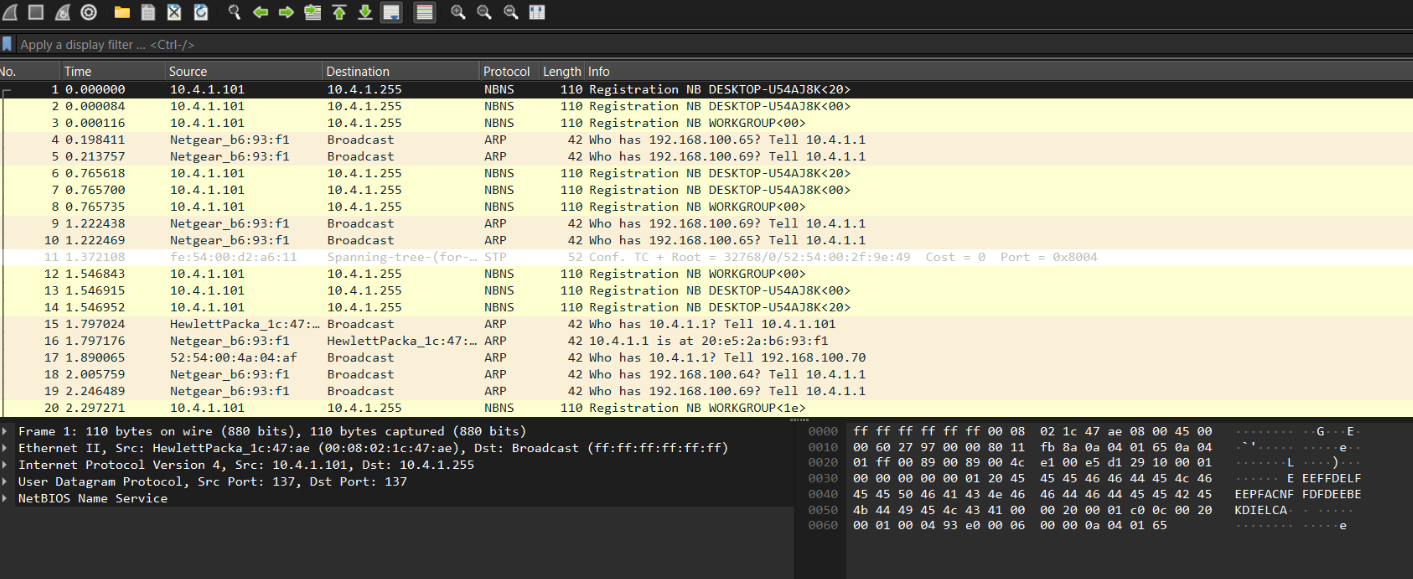 Apply a display filter ... <Ctrl-/>
No. Time Source Destination Protocol Length Info
1 0.000000 10.4.1.101 10.4.1.255 NBNS 110 Registration NB DESKTOP-U54AJ8K<20>
2 0.000084 10.4.1.101 10.4.1.255 NBNS 110 Registration NB DESKTOP-U54AJ8K<00>
3 0.000116 10.4.1.101 10.4.1.255 NBNS 110 Registration NB WORKGROUP<00>
4 0.198411 Netgear_b6:93:f1 Broadcast ARP 42 Who has 192.168.100.65? Tell 10.4.1.1
5 0.213757 Netgear_b6:93:f1 Broadcast ARP 42 Who has 192.168.100.69? Tell 10.4.1.1
6 0.765618 10.4.1.101 10.4.1.255 NBNS 110 Registration NB DESKTOP-U54AJ8K<20>
7 0.765700 10.4.1.101 10.4.1.255 NBNS 110 Registration NB DESKTOP-U54AJ8K<00>
8 0.765735 10.4.1.101 10.4.1.255 NBNS 110 Registration NB WORKGROUP<00>
9 1.222438 Netgear_b6:93:f1 Broadcast ARP 42 Who has 192.168.100.69? Tell 10.4.1.1
10 1.222469 Netgear_b6:93:f1 Broadcast ARP 42 Who has 192.168.100.65? Tell 10.4.1.1
11 1.372108 fe:54:00:d2:a6:11 Spanning-tree-(for-... STP 52 Conf. TC + Root = 32768/0/52:54:00:2f:9e:49 Cost = 0 Port = 0x8004
12 1.546843 10.4.1.101 10.4.1.255 NBNS 110 Registration NB WORKGROUP<00>
13 1.546915 10.4.1.101 10.4.1.255 NBNS 110 Registration NB DESKTOP-U54AJ8K<00>
14 1.546952 10.4.1.101 10.4.1.255 NBNS 110 Registration NB DESKTOP-U54AJ8K<20>
15 1.797024 HewlettPacka_1c:47:... Broadcast ARP 42 Who has 10.4.1.1? Tell 10.4.1.101
16 1.797176 Netgear_b6:93:f1 HewlettPacka_1c:47:... ARP 42 10.4.1.1 is at 20:e5:2a:b6:93:f1
17 1.890065 52:54:00:4a:04:af Broadcast ARP 42 Who has 10.4.1.1? Tell 192.168.100.70
18 2.005759 Netgear_b6:93:f1 Broadcast ARP 42 Who has 192.168.100.64? Tell 10.4.1.1
19 2.246489 Netgear_b6:93:f1 Broadcast ARP 42 Who has 192.168.100.69? Tell 10.4.1.1
20 2.297271 10.4.1.101 10.4.1.255 NBNS 110 Registration NB WORKGROUP<1e>
Frame 1: 110 bytes on wire (880 bits), 110 bytes captured (880 bits)
Ethernet II, Src: HewlettPacka_1c:47:ae (00:08:02:1c:47:ae), Dst: Broadcast (ff:ff:ff:ff:ff:ff)
Internet Protocol Version 4, Src: 10.4.1.101, Dst: 10.4.1.255
User Datagram Protocol, Src Port: 137, Dst Port: 137
NetBIOS Name Service
0000 ff ff ff ff ff ff 00 08 02 1c 47 ae 08 00 45 00 ········ ··G···E·
0010 00 60 27 97 00 00 80 11 fb 8a 0a 04 01 65 0a 04 ·`'····· ·····e··
0020 01 ff 00 89 00 89 00 4c e1 00 e5 d1 29 10 00 01 ·······L ····)···
0030 00 00 00 00 00 01 20 45 45 45 46 46 44 45 4c 46 ······ E EEFFDELF
0040 45 45 50 46 41 43 4e 46 46 44 46 44 45 45 42 45 EEPFACNF FDFDEEBE
0050 4b 44 49 45 4c 43 41 00 00 00 20 00 01 c0 0c 00 20 KDIELCA· ·· ·····
0060 00 01 00 04 93 e0 00 06 00 00 0a 04 01 65 ········ ·····e